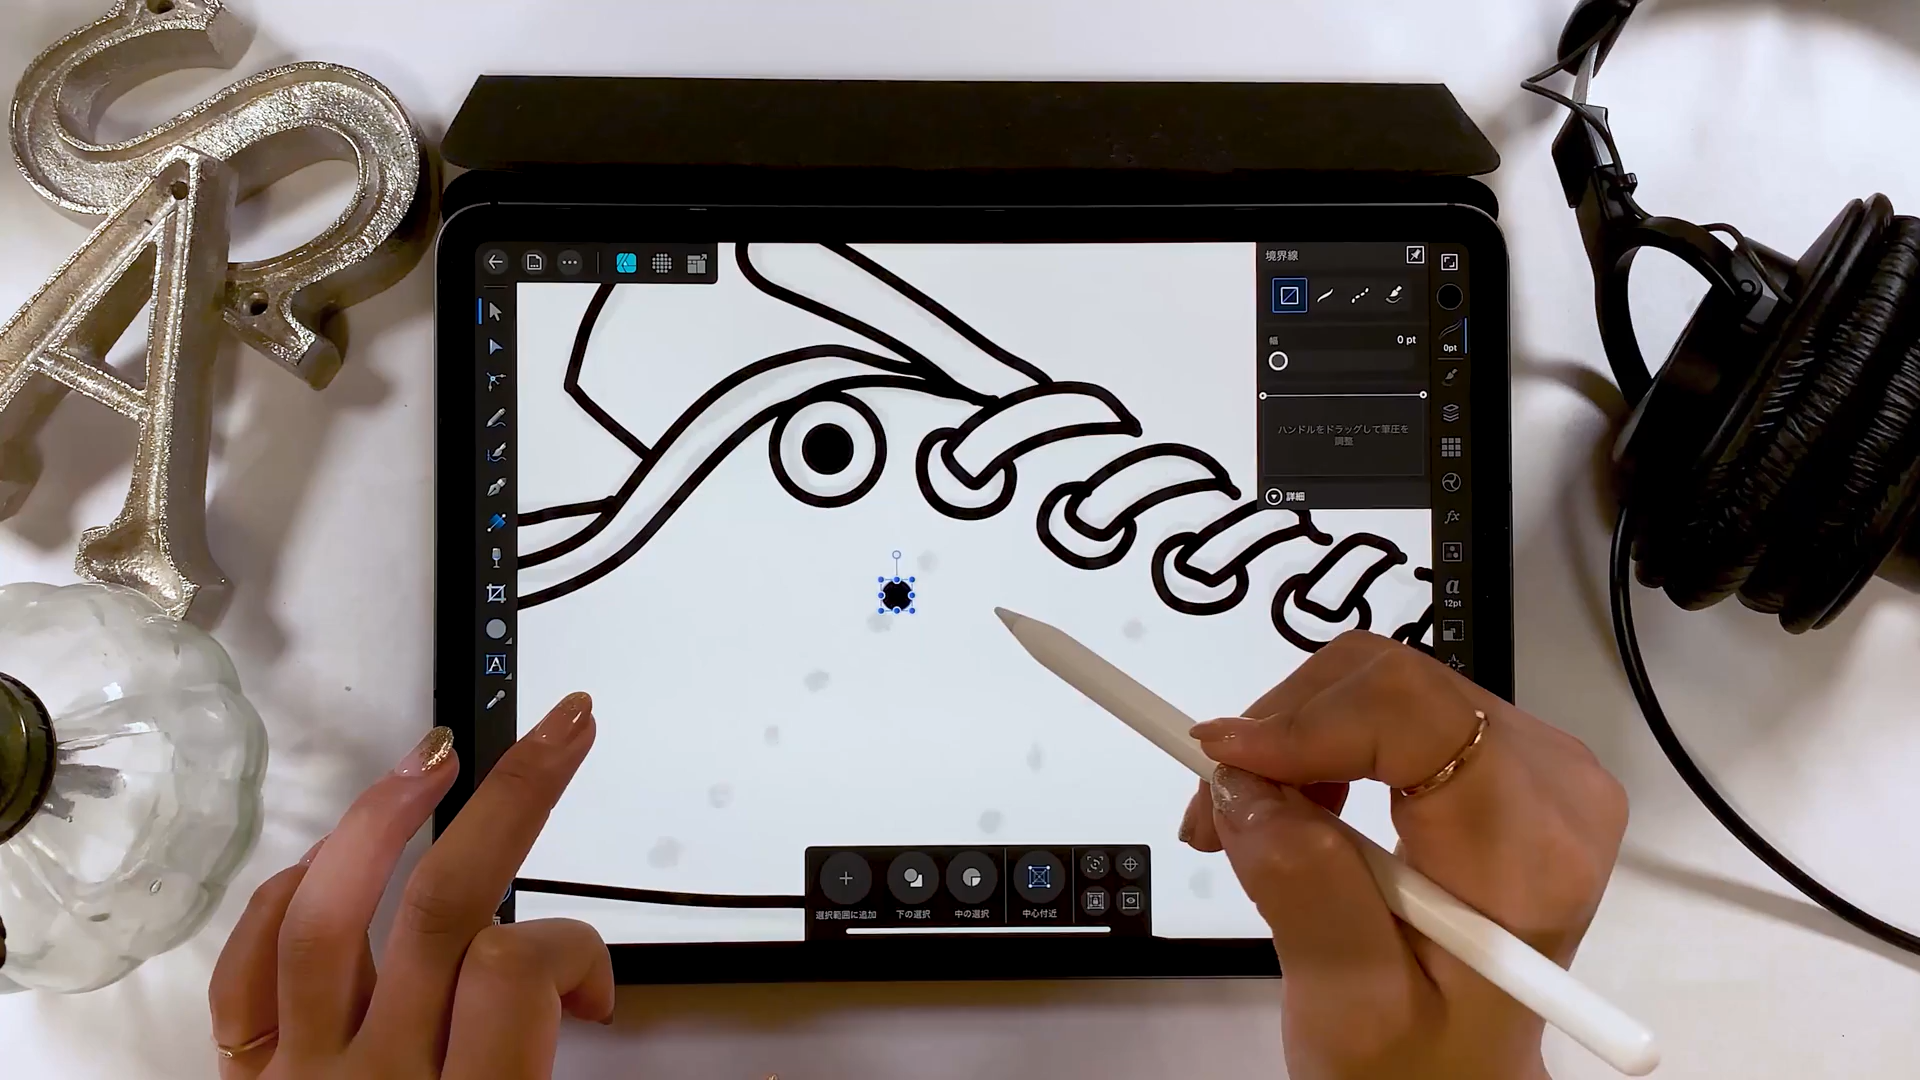 境界線
幅
0 pt
0pt
ハンドルをドラッグして筆圧を
調整
詳細
fx
a
12pt
A
選択範囲に追加
下の選択
中の選択
中心付近
S
A